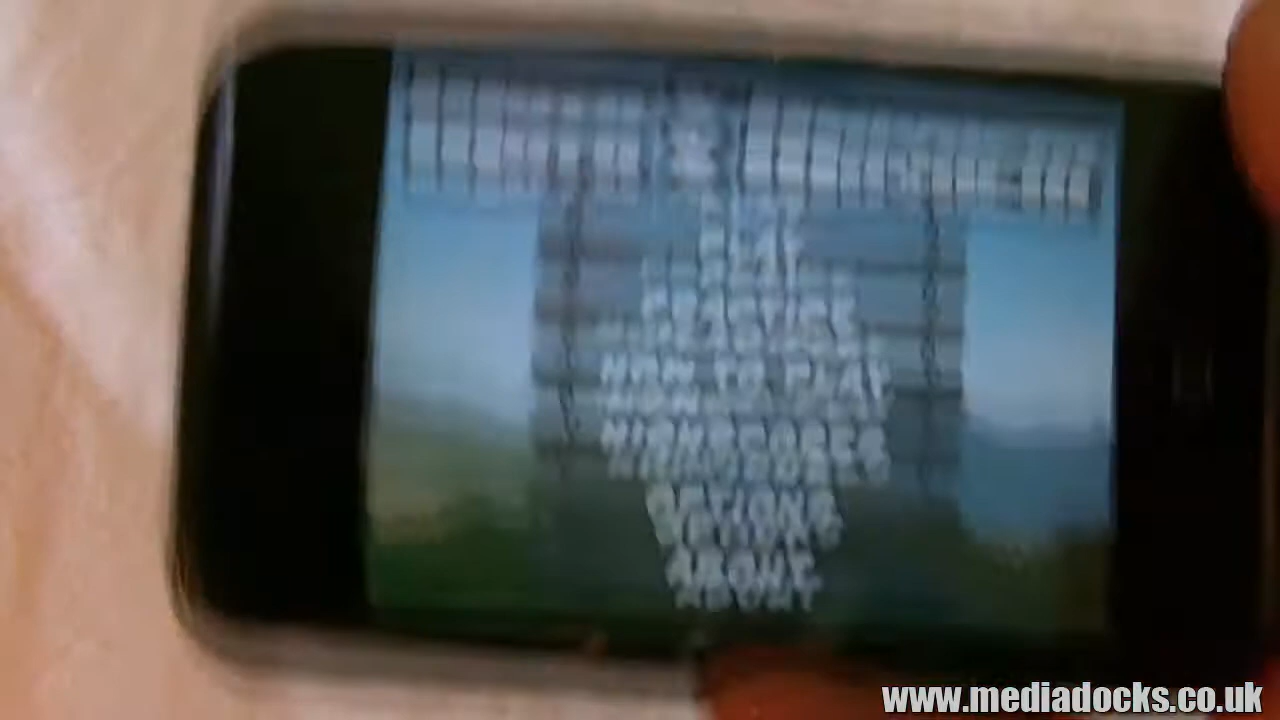 PLAY
PRACTICE
HOW TO PLAY
HIGHSCORES
OPTIONS
ABOUT
www.mediadocks.co.uk